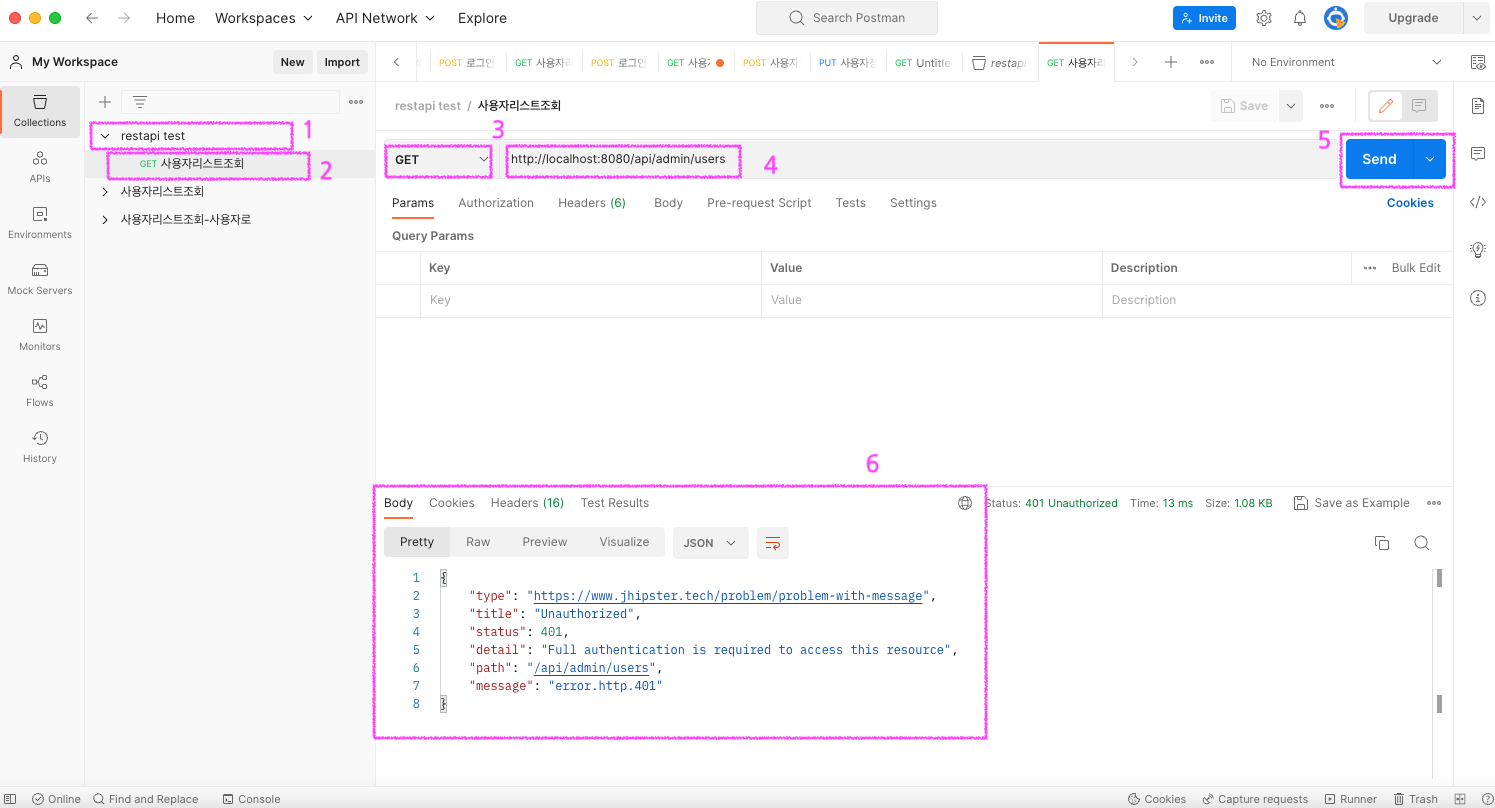 Home Workspaces API Network Explore Search Postman Invite Upgrade
My Workspace New Import POST 로그인 GET 사용자리 POST 로그인 GET 사용자 POST 사용자 PUT 사용자정 GET Untitle restapi GET 사용자리 No Environment
Collections
APIs
Environments
Mock Servers
Monitors
Flows
History
restapi test 1
GET 사용자리스트조회 2
사용자리스트조회
사용자리스트조회-사용자로
restapi test / 사용자리스트조회 Save
3 5
GET http://localhost:8080/api/admin/users 4 Send
Params Authorization Headers (6) Body Pre-request Script Tests Settings Cookies
Query Params
Key Value Description Bulk Edit
Key Value Description
6
Body Cookies Headers (16) Test Results Status: 401 Unauthorized Time: 13 ms Size: 1.08 KB Save as Example
Pretty Raw Preview Visualize JSON
1 {
2 "type": "https://www.jhipster.tech/problem/problem-with-message",
3 "title": "Unauthorized",
4 "status": 401,
5 "detail": "Full authentication is required to access this resource",
6 "path": "/api/admin/users",
7 "message": "error.http.401"
8 }
Online Find and Replace Console Cookies Capture requests Runner Trash